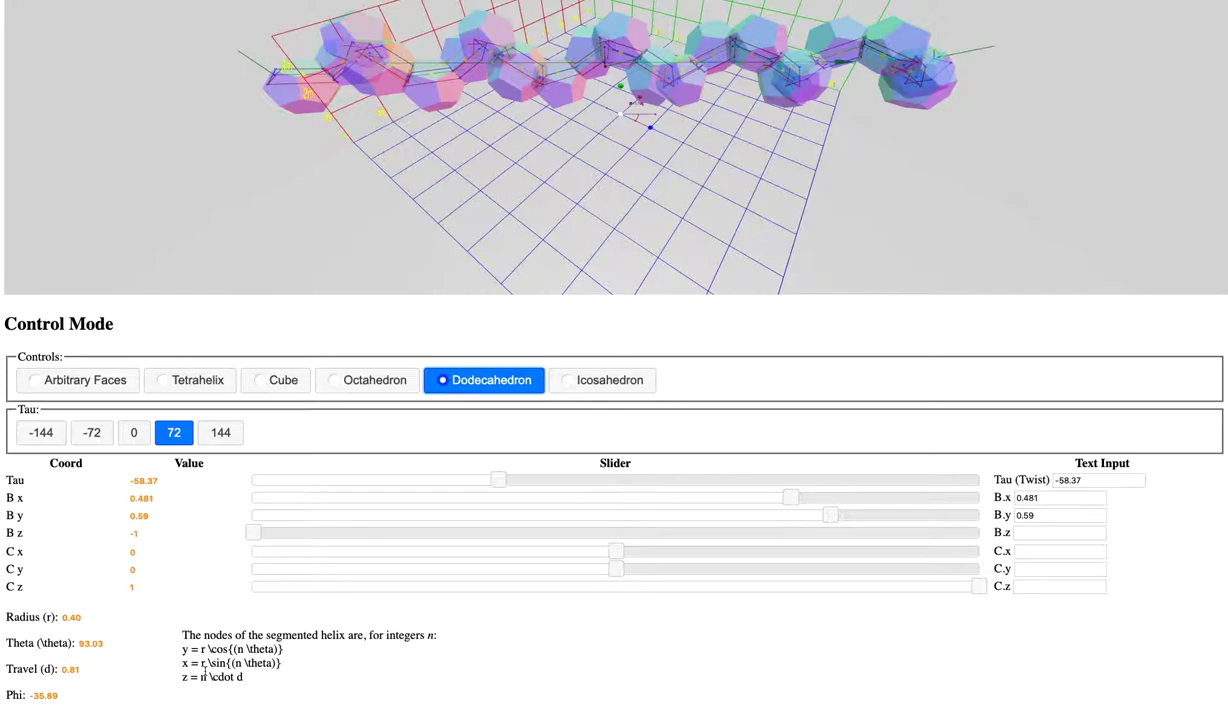 Control Mode
Controls:
Arbitrary Faces Tetrahelix Cube Octahedron Dodecahedron Icosahedron
Tau:
-144 -72 0 72 144
Coord Value Slider Text Input
Tau -58.37 Tau (Twist) -58.37
B x 0.481 B.x 0.481
B y 0.59 B.y 0.59
B z -1 B.z
C x 0 C.x
C y 0 C.y
C z 1 C.z
Radius (r): 0.40
The nodes of the segmented helix are, for integers n:
Theta (\theta): 93.03
y = r \cos{(n \theta)}
x = r \sin{(n \theta)}
Travel (d): 0.81
z = n \cdot d
Phi: -35.89